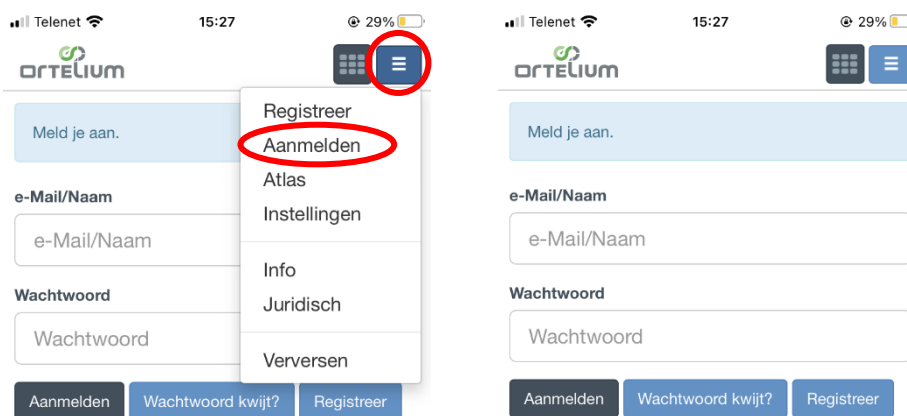 Telenet 15:27 29%
ortelium
Registreer
Meld je aan.
Aanmelden
Atlas
e-Mail/Naam
Instellingen
e-Mail/Naam
Info
Wachtwoord
Juridisch
Wachtwoord
Verversen
Aanmelden Wachtwoord kwijt? Registreer
Telenet 15:27 29%
ortelium
Meld je aan.
e-Mail/Naam
e-Mail/Naam
Wachtwoord
Wachtwoord
Aanmelden Wachtwoord kwijt? Registreer